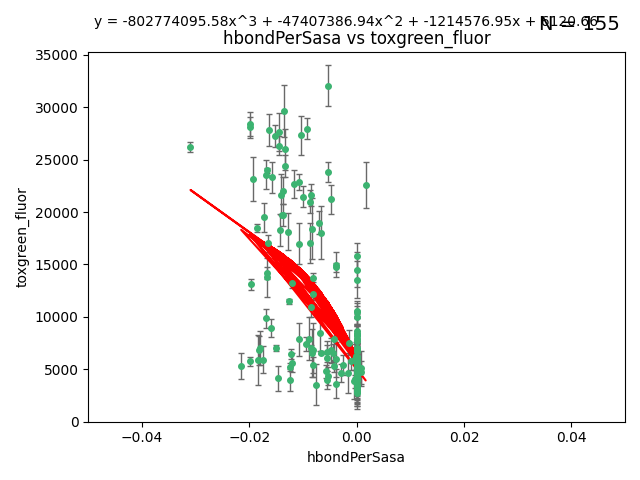 y = -802774095.58x^3 + -47407386.94x^2 + -1214576.95x + 6120.66
N = 155
hbondPerSasa vs toxgreen_fluor
35000
30000
25000
20000
15000
10000
5000
0
toxgreen_fluor
−0.04
−0.02
0.00
0.02
0.04
hbondPerSasa